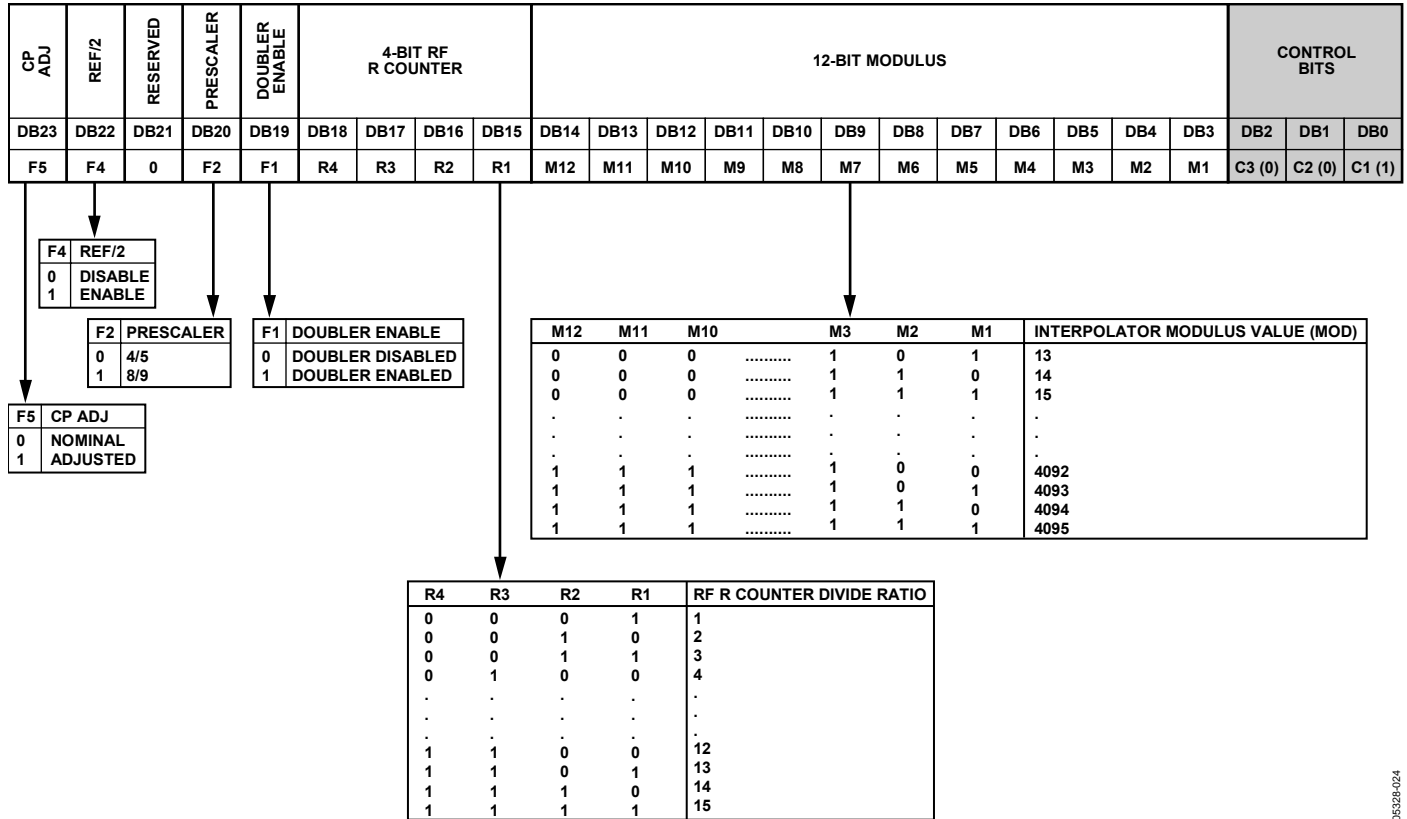 CP ADJ REF/2 RESERVED PRESCALER DOUBLER ENABLE 4-BIT RF R COUNTER 12-BIT MODULUS CONTROL BITS
DB23 DB22 DB21 DB20 DB19 DB18 DB17 DB16 DB15 DB14 DB13 DB12 DB11 DB10 DB9 DB8 DB7 DB6 DB5 DB4 DB3 DB2 DB1 DB0
F5 F4 0 F2 F1 R4 R3 R2 R1 M12 M11 M10 M9 M8 M7 M6 M5 M4 M3 M2 M1 C3 (0) C2 (0) C1 (1)
F4 REF/2
0 DISABLE
1 ENABLE
F2 PRESCALER
0 4/5
1 8/9
F1 DOUBLER ENABLE
0 DOUBLER DISABLED
1 DOUBLER ENABLED
F5 CP ADJ
0 NOMINAL
1 ADJUSTED
M12 M11 M10 M3 M2 M1 INTERPOLATOR MODULUS VALUE (MOD)
0 0 0 .......... 1 0 1 13
0 0 0 .......... 1 1 0 14
0 0 0 .......... 1 1 1 15
. . . .......... . . . .
. . . .......... . . . .
. . . .......... . . . .
1 1 1 .......... 1 0 0 4092
1 1 1 .......... 1 0 1 4093
1 1 1 .......... 1 1 0 4094
1 1 1 .......... 1 1 1 4095
R4 R3 R2 R1 RF R COUNTER DIVIDE RATIO
0 0 0 1 1
0 0 1 0 2
0 0 1 1 3
0 1 0 0 4
. . . . .
. . . . .
. . . . .
1 1 0 0 12
1 1 0 1 13
1 1 1 0 14
1 1 1 1 15
05328-024